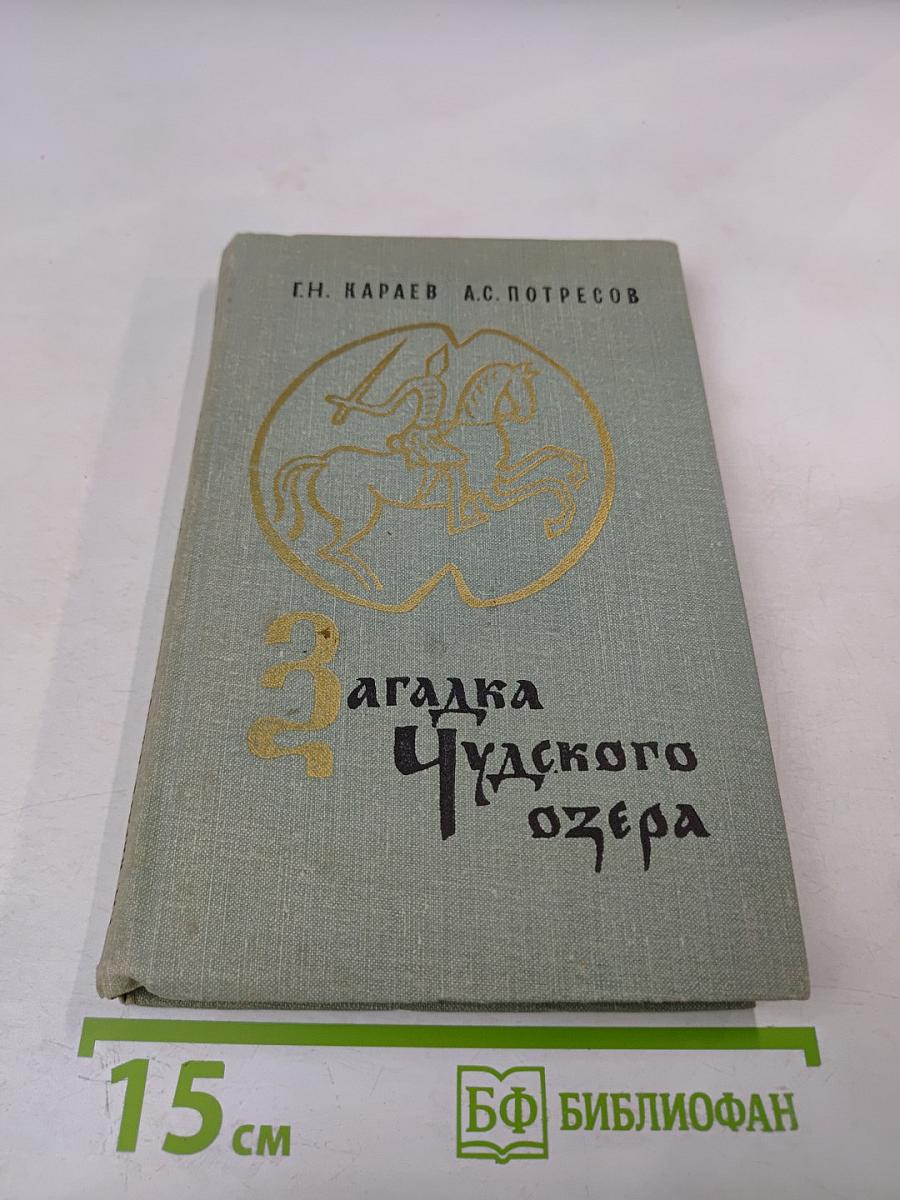 Г.Н. КАРАЕВ А.С. ПОТРЕСОВ
Загадка
Чудского
озера
15 см
БФ БИБЛИОФАН